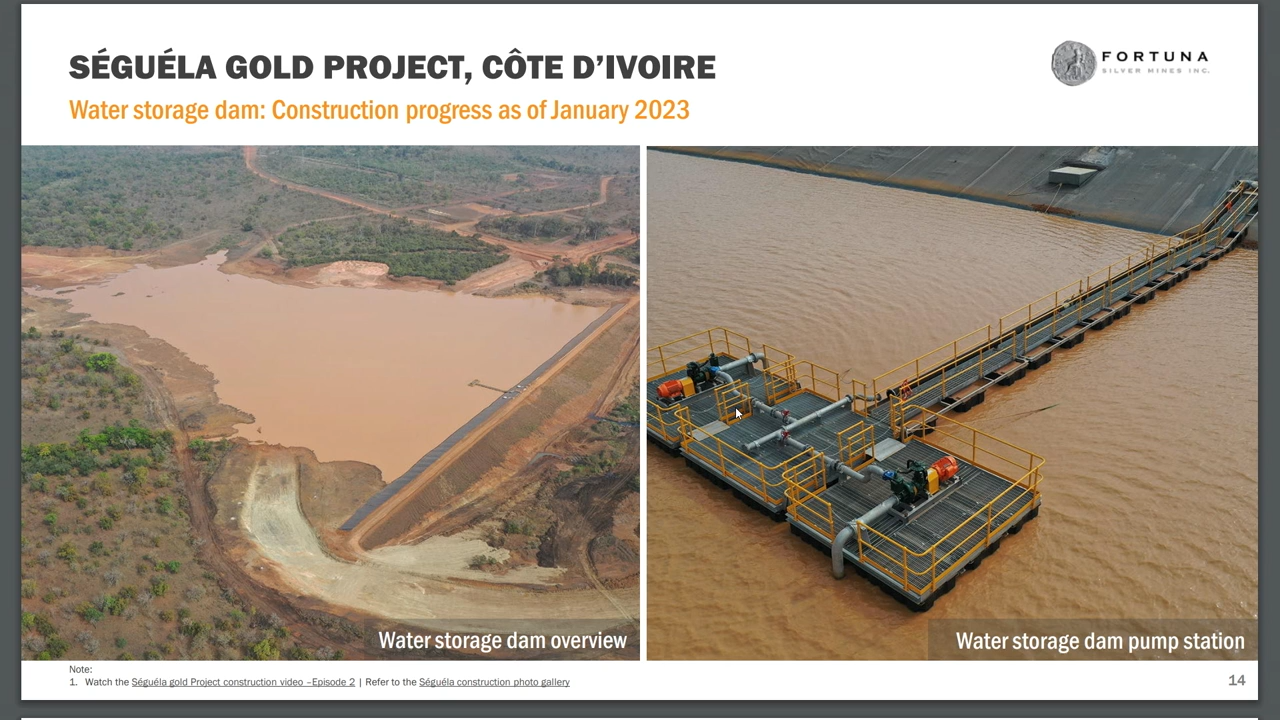 SÉGUÉLA GOLD PROJECT, CÔTE D'IVOIRE
Water storage dam: Construction progress as of January 2023
FORTUNA
SILVER MINES INC.
Water storage dam overview
Water storage dam pump station
Note:
1. Watch the Séguéla gold Project construction video –Episode 2 | Refer to the Séguéla construction photo gallery
14